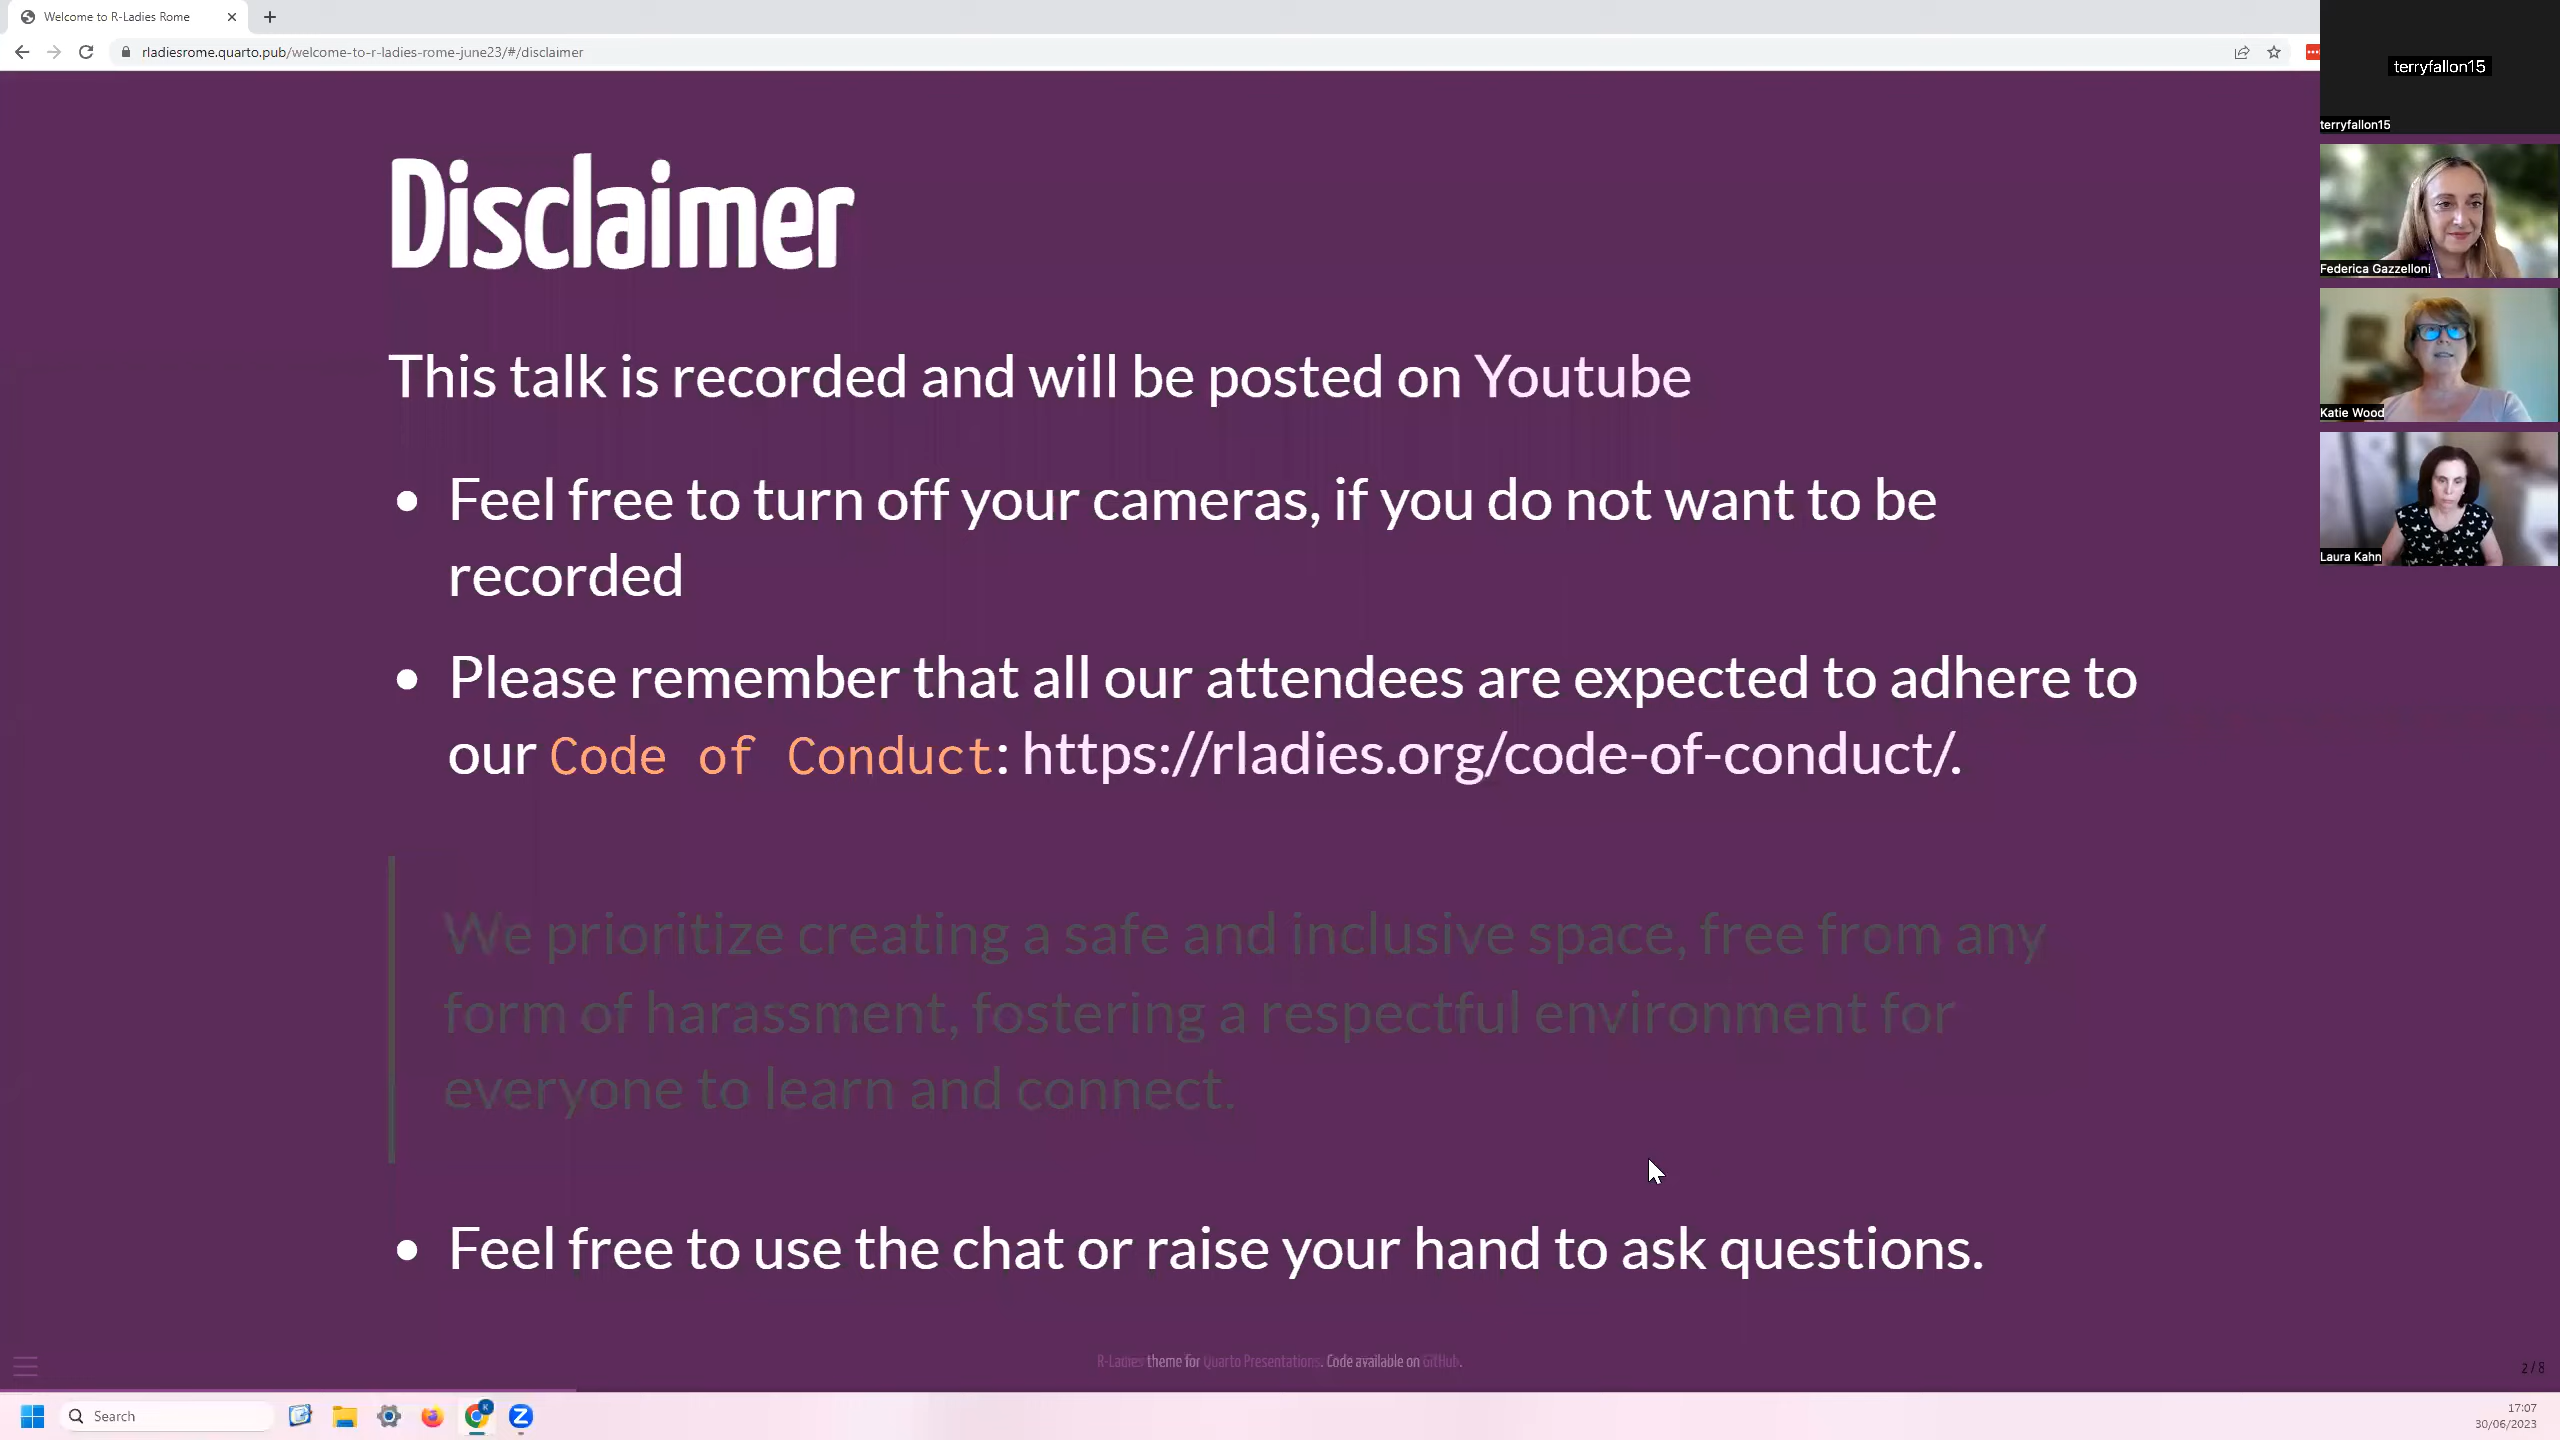 Welcome to R-Ladies Rome
rladiesrome.quarto.pub/welcome-to-r-ladies-rome-june23/#/disclaimer
terryfallon15
terryfallon15
Federica Gazzelloni
Katie Wood
Laura Kahn
Disclaimer
This talk is recorded and will be posted on Youtube
• Feel free to turn off your cameras, if you do not want to be
recorded
• Please remember that all our attendees are expected to adhere to
our Code of Conduct: https://rladies.org/code-of-conduct/.
We prioritize creating a safe and inclusive space, free from any
form of harassment, fostering a respectful environment for
everyone to learn and connect.
• Feel free to use the chat or raise your hand to ask questions.
R-Ladies theme for Quarto Presentations. Code available on GitHub.
2 / 8
Search
K
Z
17:07
30/06/2023